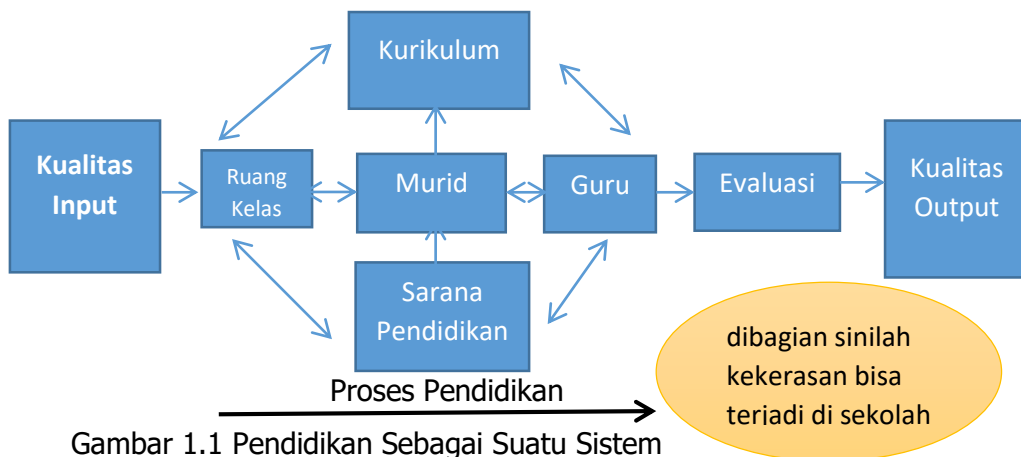 Kurikulum
Kualitas
Input
Ruang
Kelas
Murid
Guru
Evaluasi
Kualitas
Output
Sarana
Pendidikan
dibagian sinilah
kekerasan bisa
terjadi di sekolah
Proses Pendidikan
Gambar 1.1 Pendidikan Sebagai Suatu Sistem